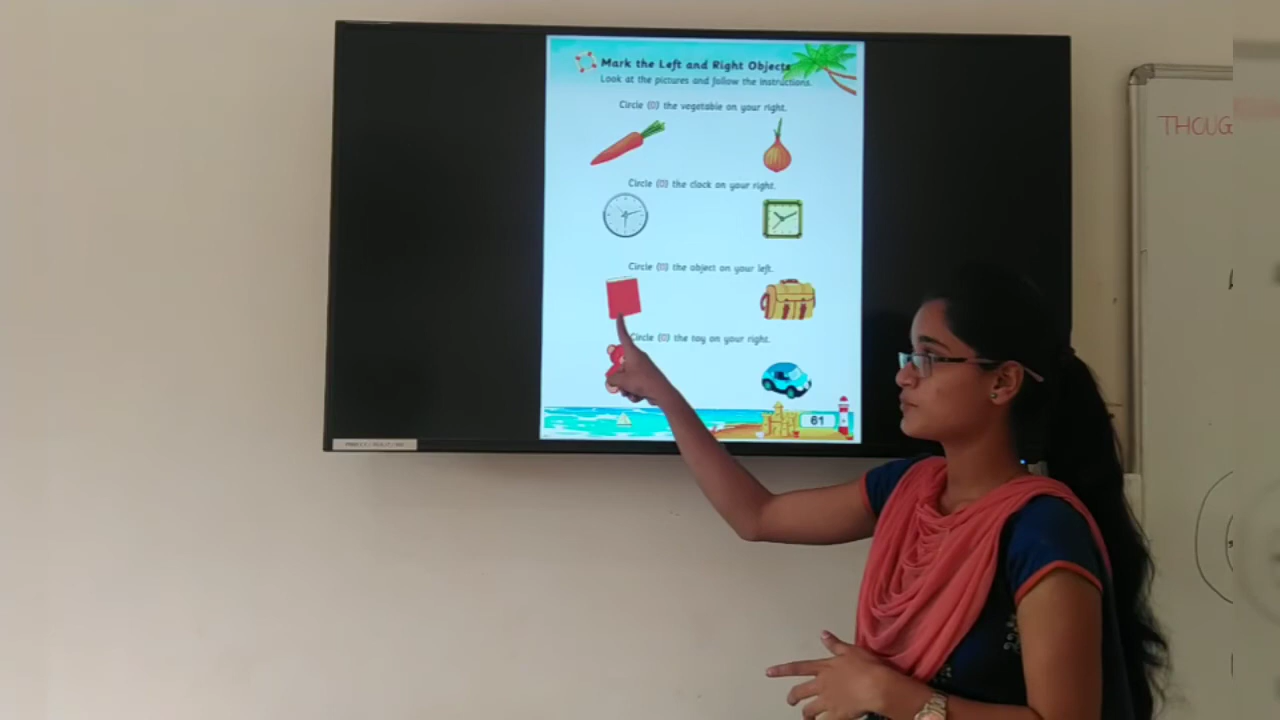 Mark the Left and Right Objects
Look at the pictures and follow the instructions.
Circle (O) the vegetable on your right.
Circle (O) the clock on your right.
Circle (O) the object on your left.
Circle (O) the toy on your right.
61
THOUG